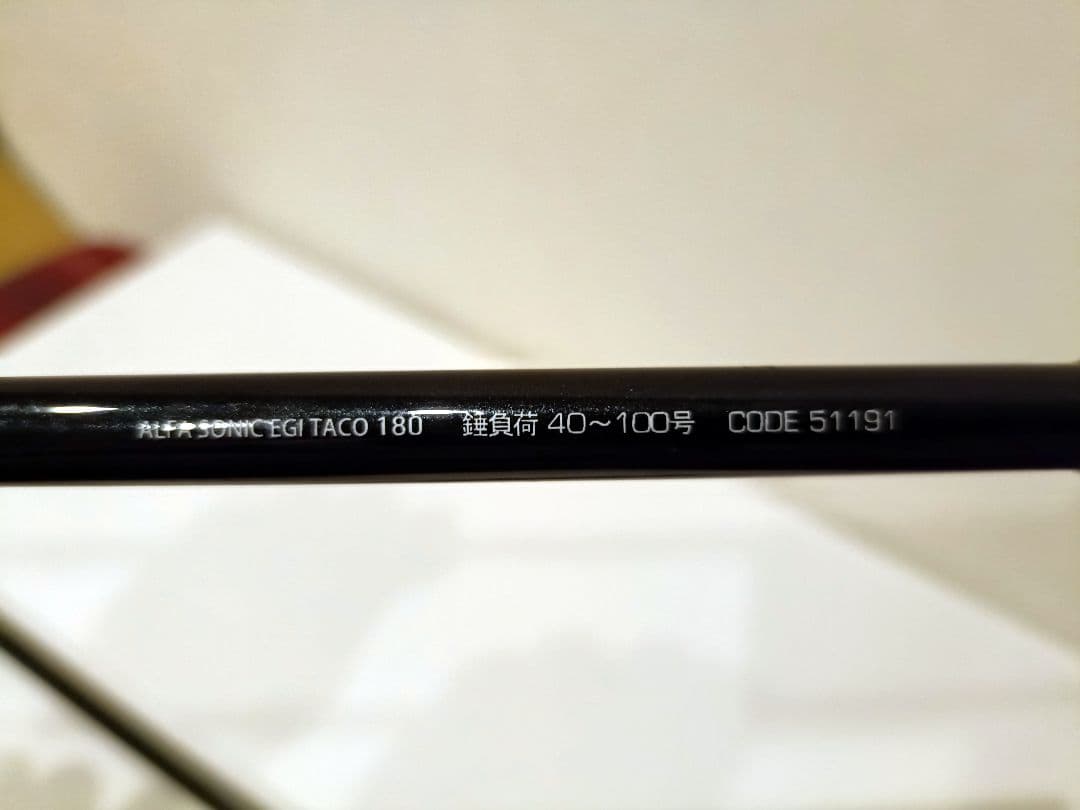 ALFA SONIC EGI TACO 180 錘負荷 40～100号 CODE 51191